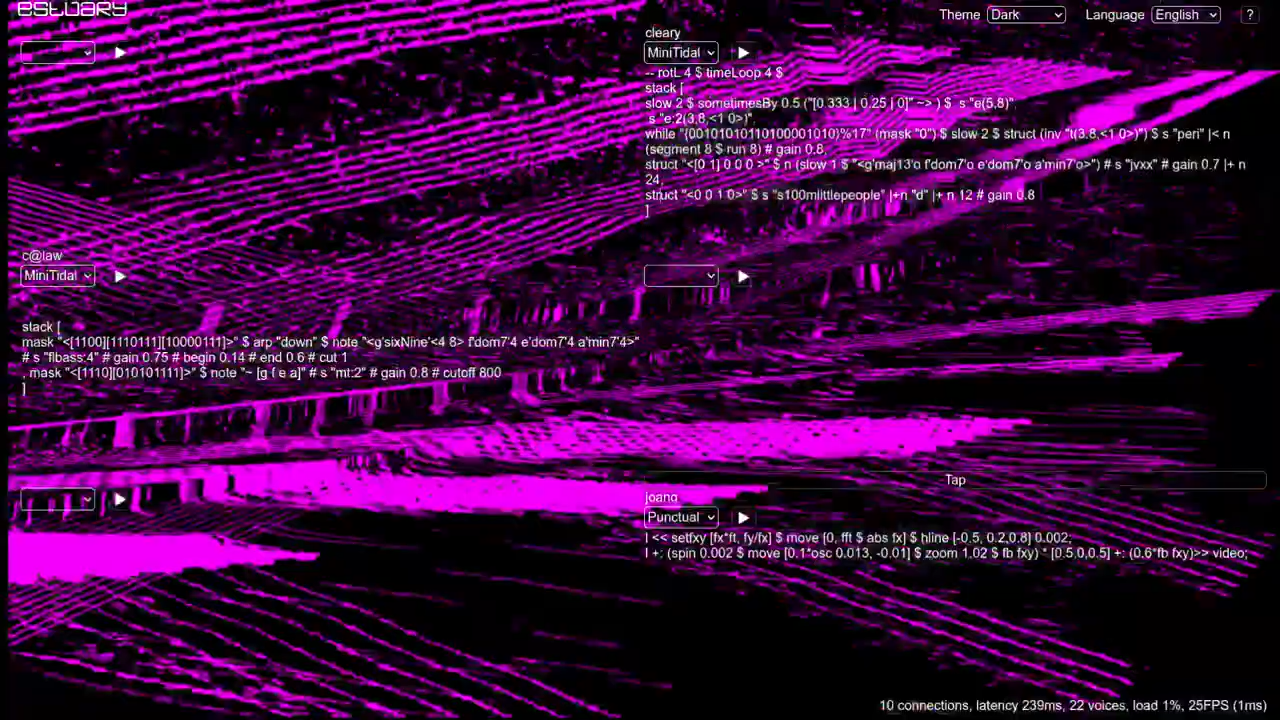 estuary
Theme Dark Language English ?
cleary
MiniTidal
-- rotL 4 $ timeLoop 4 $
stack [
slow 2 $ sometimesBy 0.5 ("[0.333 | 0.25 | 0]" ~> ) $ s "e(5,8)",
s "e:2(3,8,<1 0>)",
while "{00101010110100001010}%17" (mask "0") $ slow 2 $ struct (inv "t(3,8,<1 0>)") $ s "peri" |< n
(segment 8 $ run 8) # gain 0.8,
struct "<[0 1] 0 0 0 >" $ n (slow 1 $ "<g'maj13'o f'dom7'o e'dom7'o a'min7'o>") # s "jvxx" # gain 0.7 |+ n
24,
struct "<0 0 1 0>" $ s "s100mlittlepeople" |+n "d" |+ n 12 # gain 0.8
]
c@law
MiniTidal
stack [
mask "<[1100][1110111][10000111]>" $ arp "down" $ note "<g'sixNine'<4 8> f'dom7'4 e'dom7'4 a'min7'4>"
# s "flbass:4" # gain 0.75 # begin 0.14 # end 0.6 # cut 1
, mask "<[1110][010101111]>" $ note "~ [g f e a]" # s "mt:2" # gain 0.8 # cutoff 800
]
Tap
joanq
Punctual
l << setfxy [fx*ft, fy/fx] $ move [0, fft $ abs fx] $ hline [-0.5, 0.2,0.8] 0.002;
l +: (spin 0.002 $ move [0.1*osc 0.013, -0.01] $ zoom 1.02 $ fb fxy) * [0.5,0,0.5] +: (0.6*fb fxy)>> video;
10 connections, latency 239ms, 22 voices, load 1%, 25FPS (1ms)